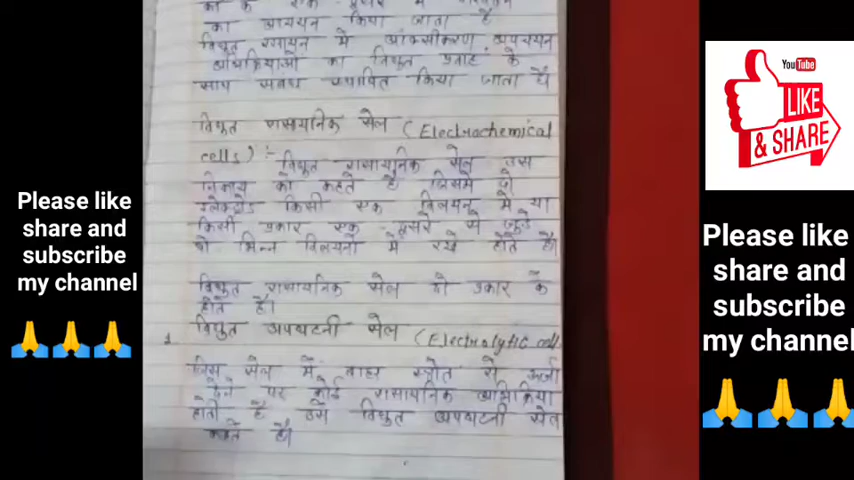 का अध्ययन किया जाता है
विद्युत रसायन में ऑक्सीकरण अपचयन
अभिक्रियाओं का विद्युत प्रवाह के
साथ संबंध स्थापित किया जाता है
विद्युत रासायनिक सेल (Electrochemical
cells) :- विद्युत रासायनिक सेल उस
निकाय को कहते है जिसमे दो
इलेक्ट्रोड किसी एक विलयन में या
किसी प्रकार एक दूसरे से जुड़े
दो भिन्न विलयनों में रखे होते है।
विद्युत रासायनिक सेल दो प्रकार के
होते है।
1 विद्युत अपघटनी सेल (Electrolytic cell
जिस सेल में बाहर स्त्रोत से ऊर्जा
देने पर कोई रासायनिक अभिक्रिया
होती है उसे विद्युत अपघटनी सेल
कहते है।
Please like
share and
subscribe
my channel
YouTube
LIKE
& SHARE
Please like
share and
subscribe
my channel